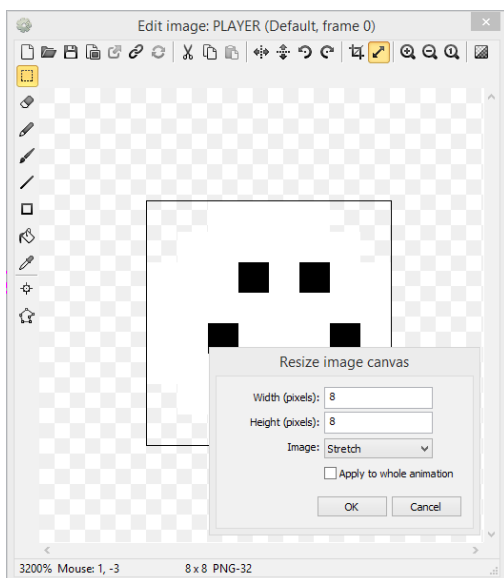 Edit image: PLAYER (Default, frame 0)
Resize image canvas
Width (pixels): 8
Height (pixels): 8
Image: Stretch
Apply to whole animation
OK Cancel
3200% Mouse: 1, -3 8 x 8 PNG-32